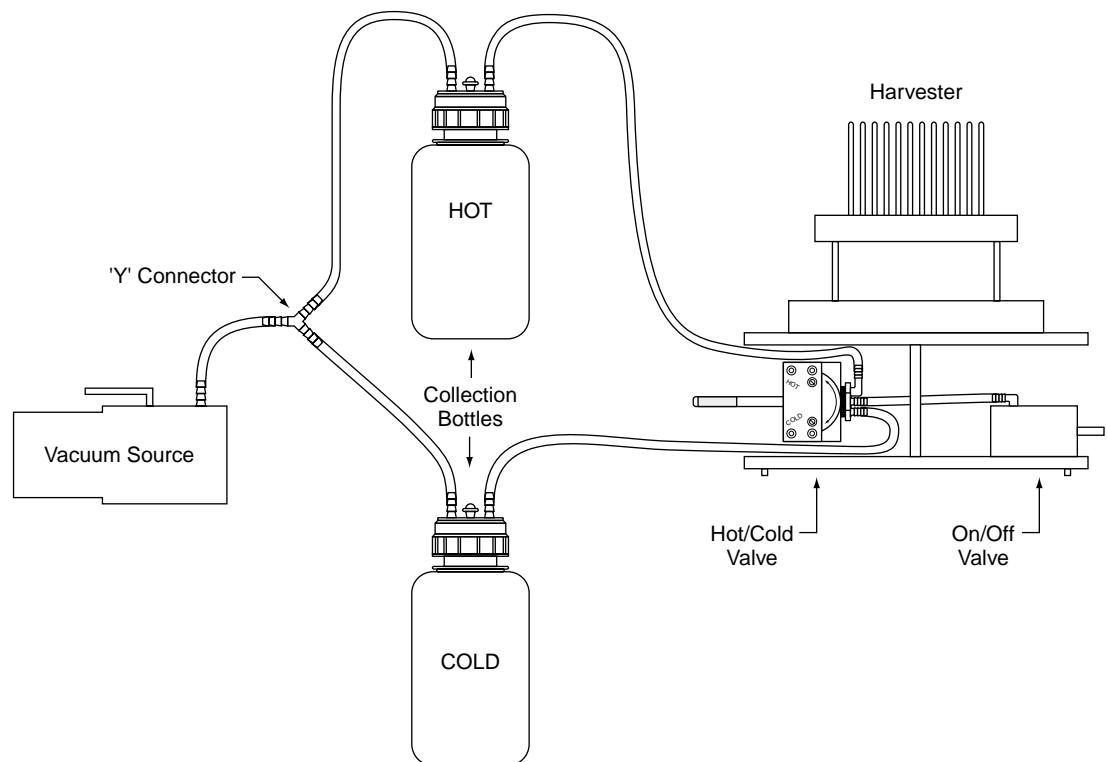 Harvester
HOT
'Y' Connector
HOT
Collection
Bottles
COLD
Vacuum Source
Hot/Cold
Valve
On/Off
Valve
COLD